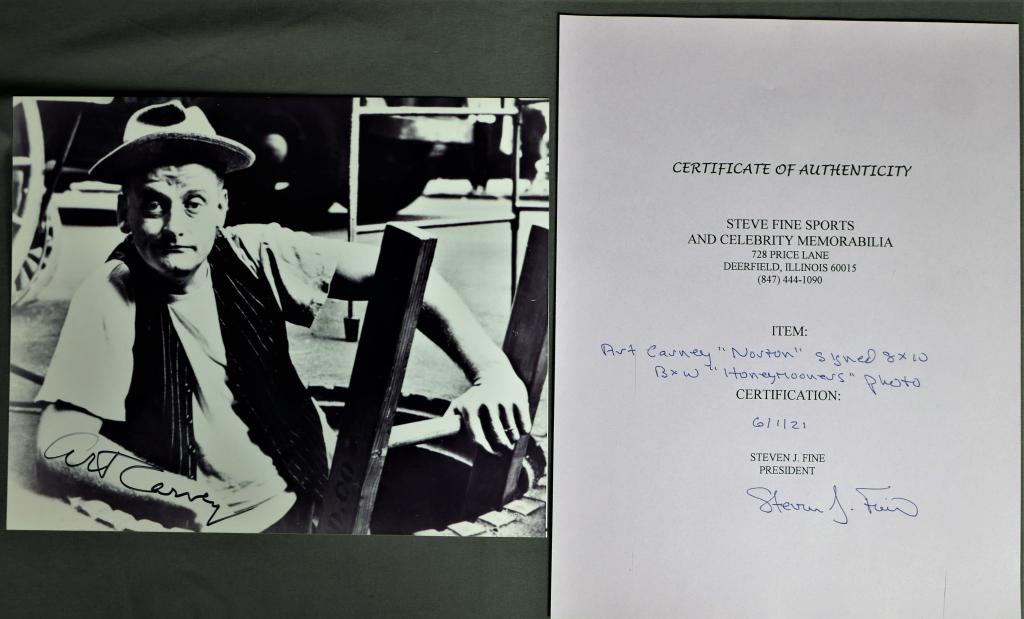 Art Carney
CERTIFICATE OF AUTHENTICITY
STEVE FINE SPORTS
AND CELEBRITY MEMORABILIA
728 PRICE LANE
DEERFIELD, ILLINOIS 60015
(847) 444-1090
ITEM:
Art Carney "Norton" signed 8x10
B×W "Honeymooners" photo
CERTIFICATION:
6/1/21
STEVEN J. FINE
PRESIDENT
Steven J. Fine